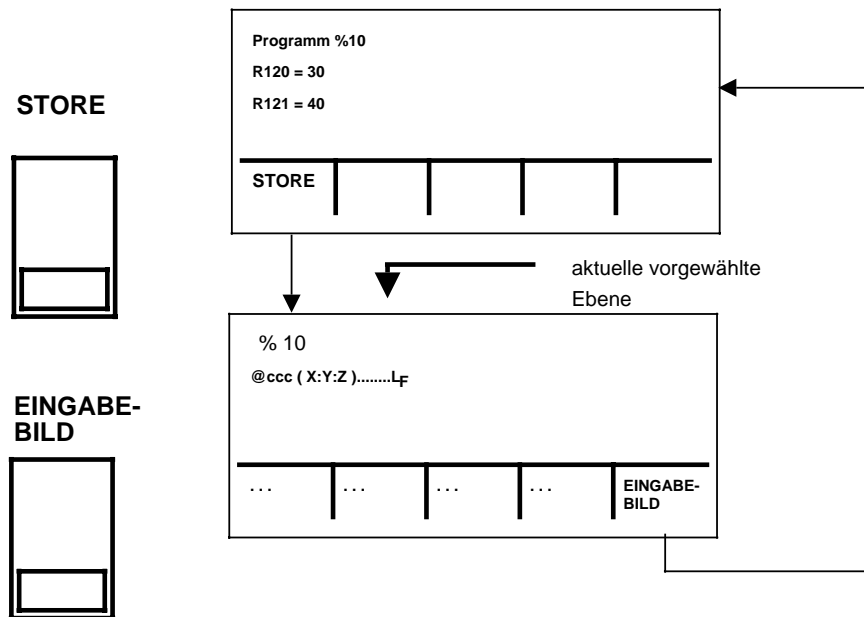 STORE
Programm %10
R120 = 30
R121 = 40
STORE
aktuelle vorgewählte
Ebene
EINGABE-
BILD
% 10
@ccc ( X:Y:Z )........LF
. . .
. . .
. . .
. . .
EINGABE-
BILD